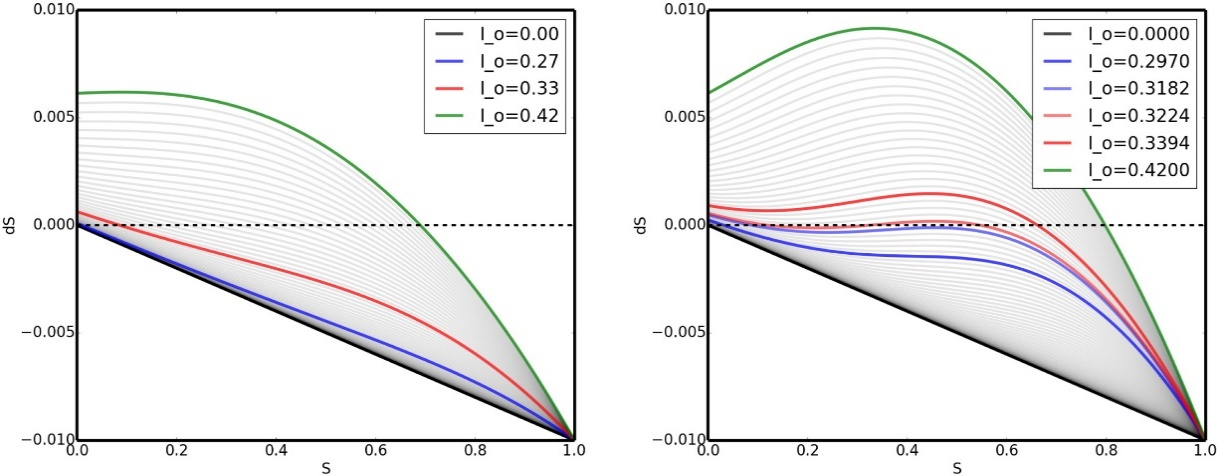 0.010
0.005
0.000
−0.005
−0.010
dS
0.0
0.2
0.4
0.6
0.8
1.0
S
I_o=0.00
I_o=0.27
I_o=0.33
I_o=0.42
0.010
0.005
0.000
−0.005
−0.010
dS
0.0
0.2
0.4
0.6
0.8
1.0
S
I_o=0.0000
I_o=0.2970
I_o=0.3182
I_o=0.3224
I_o=0.3394
I_o=0.4200